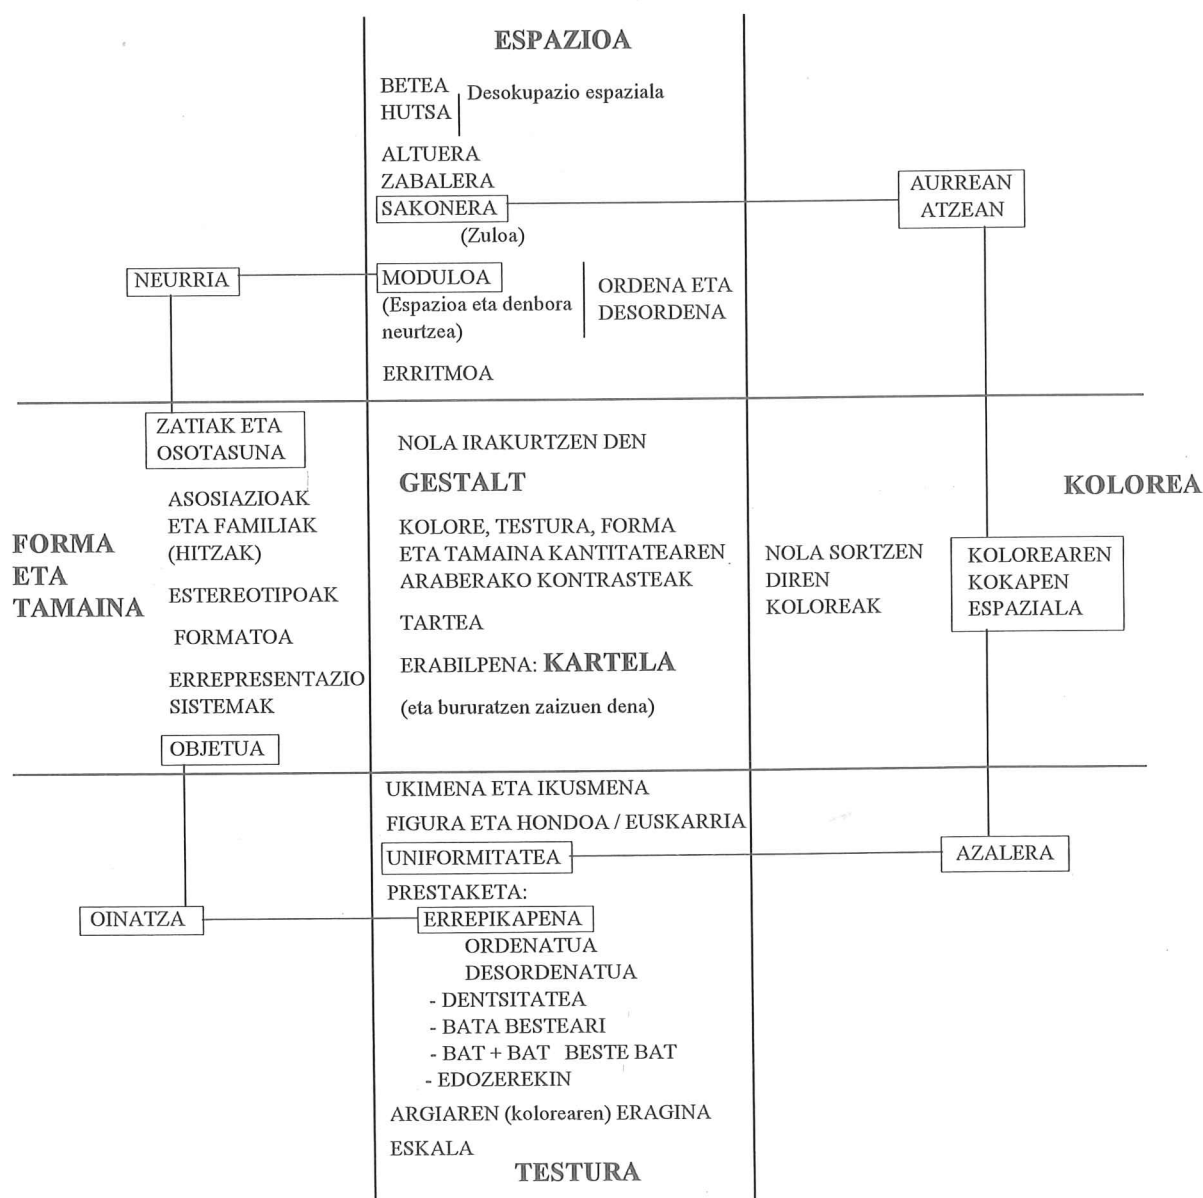 ESPAZIOA
BETEA
HUTSA
Desokupazio espaziala
ALTUERA
ZABALERA
SAKONERA
(Zuloa)
AURREAN
ATZEAN
NEURRIA
MODULOA
(Espazioa eta denbora
neurtzea)
ORDENA ETA
DESORDENA
ERRITMOA
FORMA
ETA
TAMAINA
ZATIAK ETA
OSOTASUNA
ASOSIAZIOAK
ETA FAMILIAK
(HITZAK)
ESTEREOTIPOAK
FORMATOA
ERREPRESENTAZIO
SISTEMAK
OBJETUA
NOLA IRAKURTZEN DEN
GESTALT
KOLORE, TESTURA, FORMA
ETA TAMAINA KANTITATEAREN
ARABERAKO KONTRASTEAK
TARTEA
ERABILPENA: KARTELA
(eta bururatzen zaizuen dena)
KOLOREA
NOLA SORTZEN
DIREN
KOLOREAK
KOLOREAREN
KOKAPEN
ESPAZIALA
UKIMENA ETA IKUSMENA
FIGURA ETA HONDOA / EUSKARRIA
UNIFORMITATEA
AZALERA
PRESTAKETA:
OINATZA
ERREPIKAPENA
ORDENATUA
DESORDENATUA
- DENTSITATEA
- BATA BESTEARI
- BAT + BAT BESTE BAT
- EDOZEREKIN
ARGIAREN (kolorearen) ERAGINA
ESKALA
TESTURA